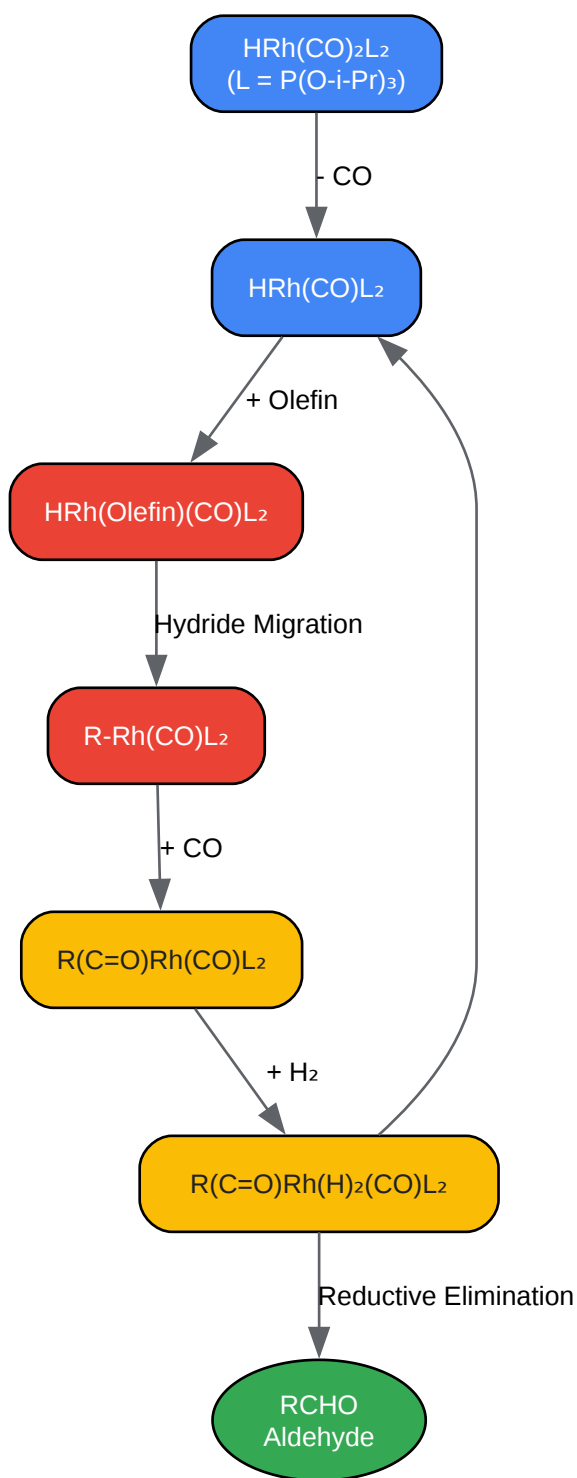 HRh(CO)₂L₂
(L = P(O-i-Pr)₃)
- CO
HRh(CO)L₂
+ Olefin
HRh(Olefin)(CO)L₂
Hydride Migration
R-Rh(CO)L₂
+ CO
R(C=O)Rh(CO)L₂
+ H₂
R(C=O)Rh(H)₂(CO)L₂
Reductive Elimination
RCHO
Aldehyde